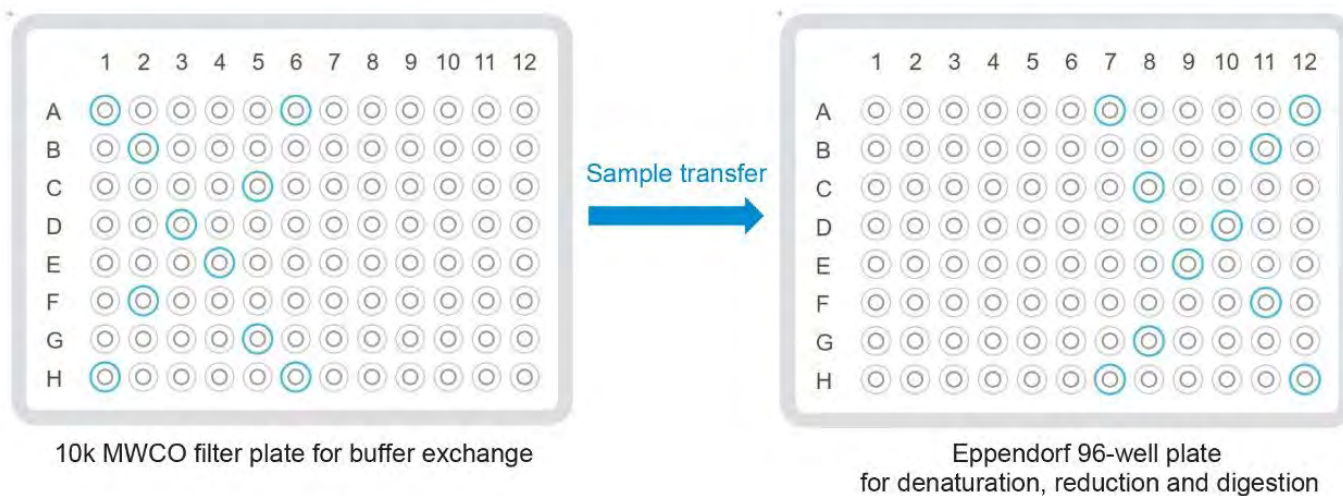 1 2 3 4 5 6 7 8 9 10 11 12
A
B
C
D
E
F
G
H
10k MWCO filter plate for buffer exchange
Sample transfer
1 2 3 4 5 6 7 8 9 10 11 12
A
B
C
D
E
F
G
H
Eppendorf 96-well plate
for denaturation, reduction and digestion